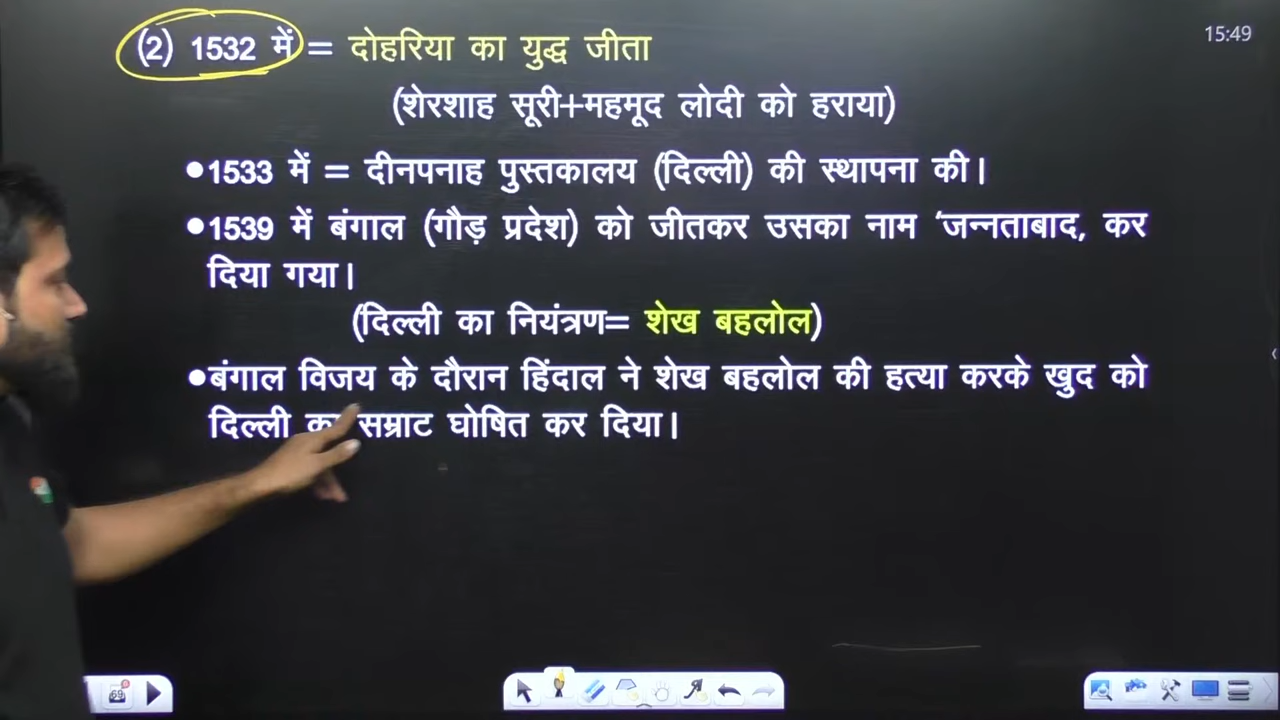 15:49
(2) 1532 में = दोहरिया का युद्ध जीता
(शेरशाह सूरी+महमूद लोदी को हराया)
•1533 में = दीनपनाह पुस्तकालय (दिल्ली) की स्थापना की।
•1539 में बंगाल (गौड़ प्रदेश) को जीतकर उसका नाम 'जन्नताबाद, कर
दिया गया।
(दिल्ली का नियंत्रण= शेख बहलोल)
•बंगाल विजय के दौरान हिंदाल ने शेख बहलोल की हत्या करके खुद को
दिल्ली का सम्राट घोषित कर दिया।
69